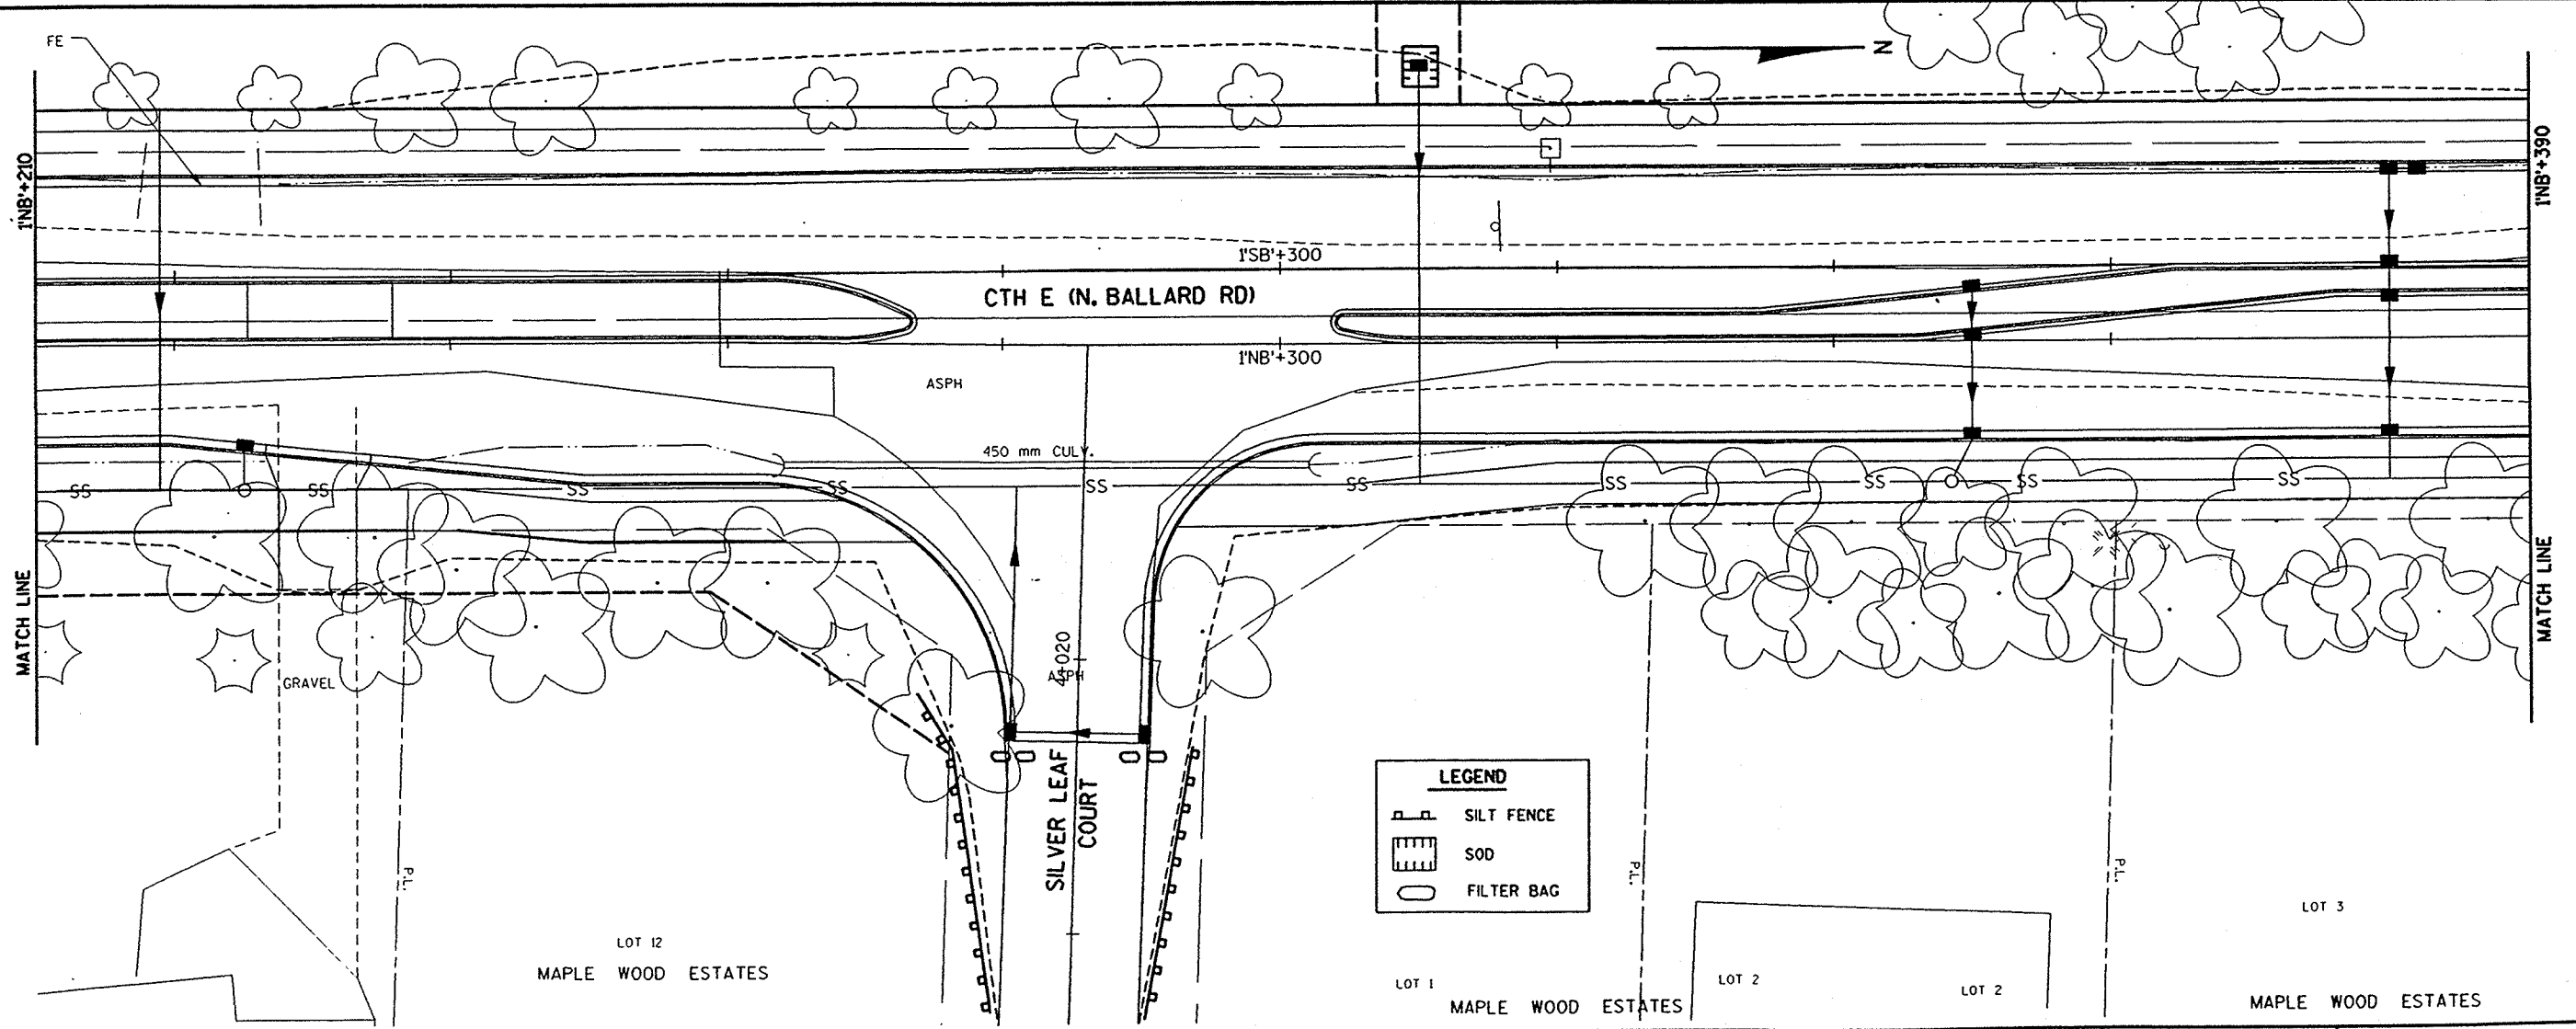 FE
N
1'NB'+210
1'NB'+390
1'SB'+300
CTH E (N. BALLARD RD)
1'NB'+300
ASPH
450 mm CULV.
SS SS SS SS SS SS SS SS SS SS
MATCH LINE
MATCH LINE
4+020
ASPH
GRAVEL
SILVER LEAF
COURT
LEGEND
SILT FENCE
SOD
FILTER BAG
P.L.
P.L.
P.L.
LOT 12
MAPLE WOOD ESTATES
LOT 1
MAPLE WOOD ESTATES
LOT 2
LOT 2
LOT 3
MAPLE WOOD ESTATES